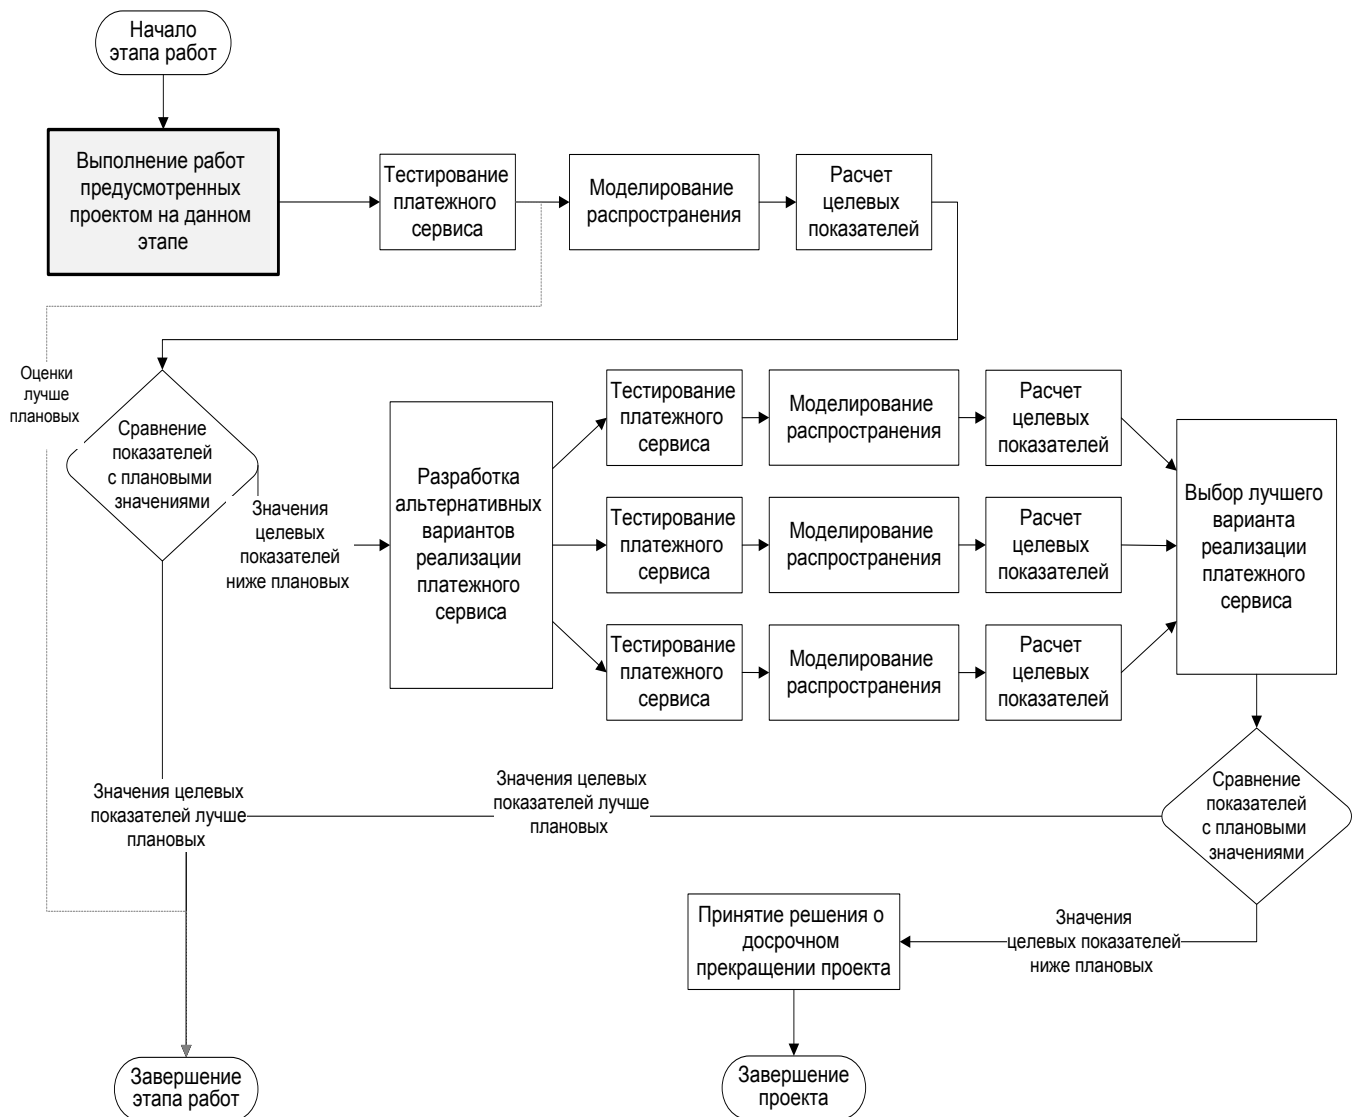 Начало
этапа работ
Выполнение работ
предусмотренных
проектом на данном
этапе
Тестирование
платежного
сервиса
Моделирование
распространения
Расчет
целевых
показателей
Оценки
лучше
плановых
Сравнение
показателей
с плановыми
значениями
Значения
целевых
показателей
ниже плановых
Разработка
альтернативных
вариантов
реализации
платежного
сервиса
Тестирование
платежного
сервиса
Моделирование
распространения
Расчет
целевых
показателей
Тестирование
платежного
сервиса
Моделирование
распространения
Расчет
целевых
показателей
Тестирование
платежного
сервиса
Моделирование
распространения
Расчет
целевых
показателей
Выбор лучшего
варианта
реализации
платежного
сервиса
Значения целевых
показателей лучше
плановых
Значения целевых
показателей лучше
плановых
Сравнение
показателей
с плановыми
значениями
Принятие решения о
досрочном
прекращении проекта
Значения
целевых показателей
ниже плановых
Завершение
этапа работ
Завершение
проекта